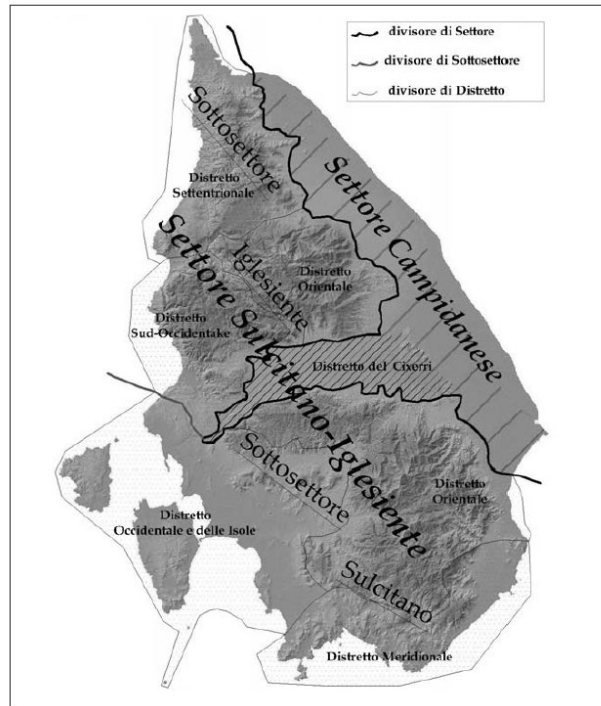 divisore di Settore
divisore di Sottosettore
divisore di Distretto
Sottosettore
Iglesiente
Distretto
Settentrionale
Settore Campidanese
Settore Sulcitano-Iglesiente
Distretto
Orientale
Distretto
Sud-Occidentake
Distretto del Cixerri
Sottosettore
Sulcitano
Distretto
Orientale
Distretto
Occidentale e delle Isole
Distretto Meridionale